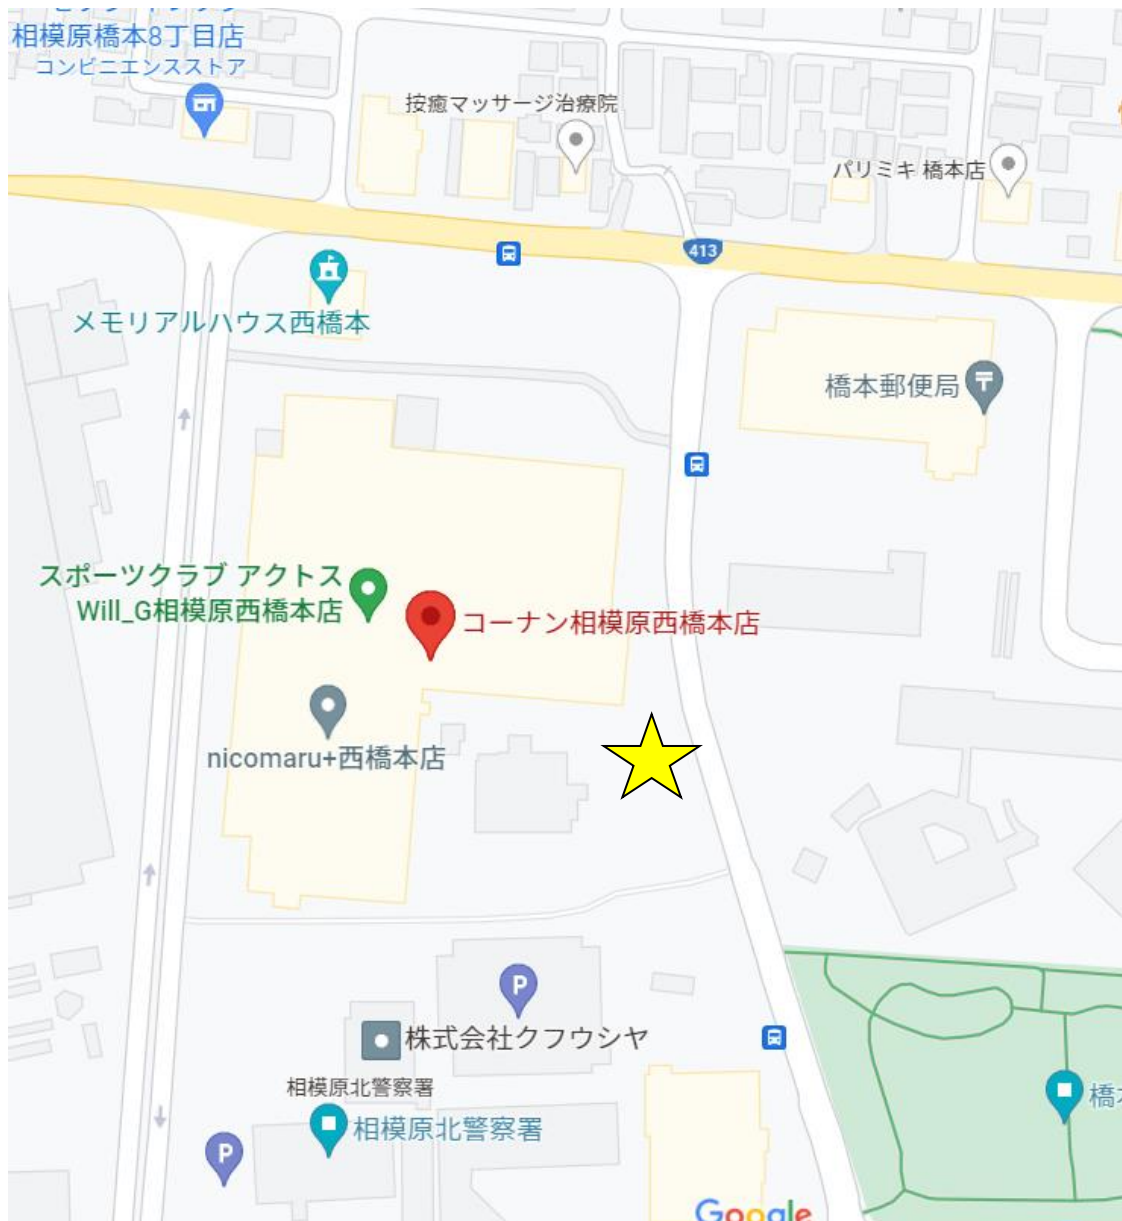 相模原橋本8丁目店
コンビニエンスストア
按癒マッサージ治療院
パリミキ 橋本店
413
メモリアルハウス西橋本
橋本郵便局
スポーツクラブ アクトス
Will_G相模原西橋本店
コーナン相模原西橋本店
nicomaru+西橋本店
P
株式会社クフウシヤ
相模原北警察署
相模原北警察署
橋
P
Google